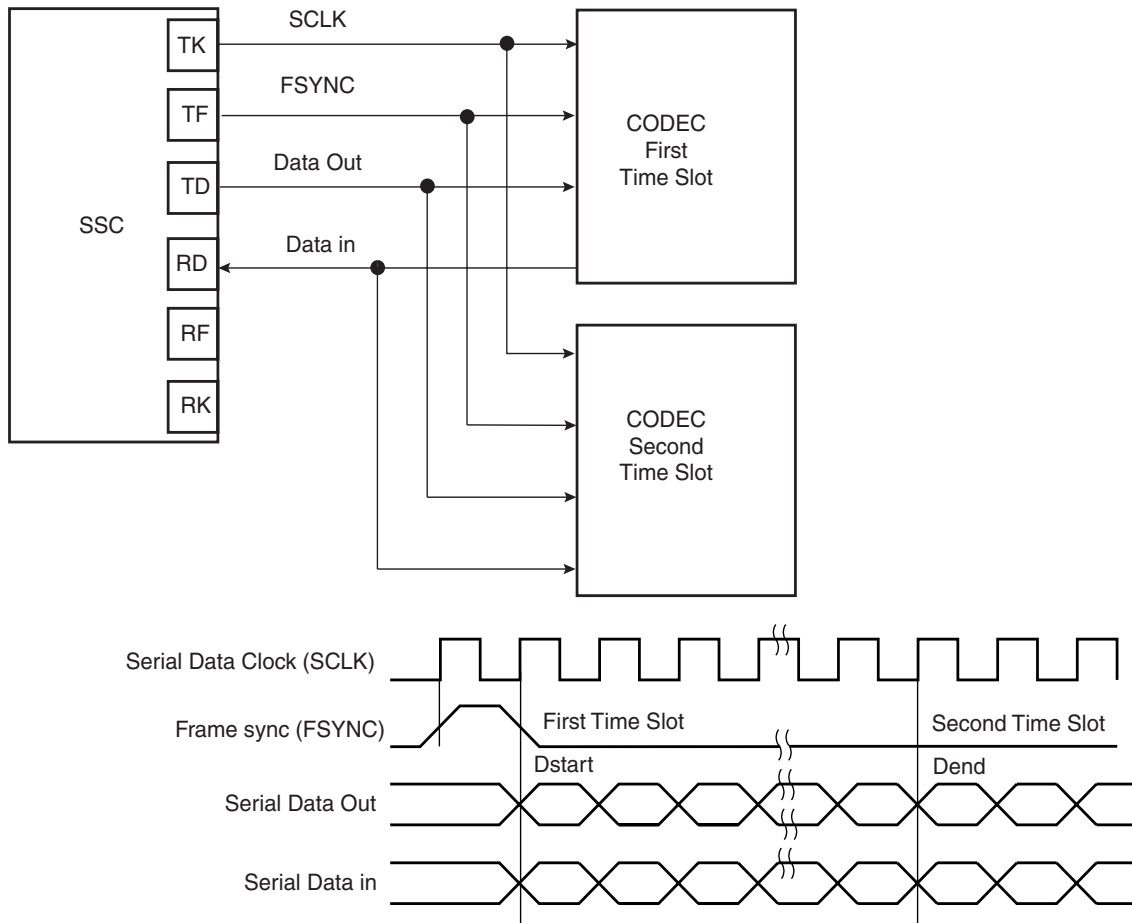 SSC
TK
TF
TD
RD
RF
RK
SCLK
FSYNC
Data Out
Data in
CODEC
First
Time Slot
CODEC
Second
Time Slot
Serial Data Clock (SCLK)
Frame sync (FSYNC)
First Time Slot
Second Time Slot
Dstart
Dend
Serial Data Out
Serial Data in